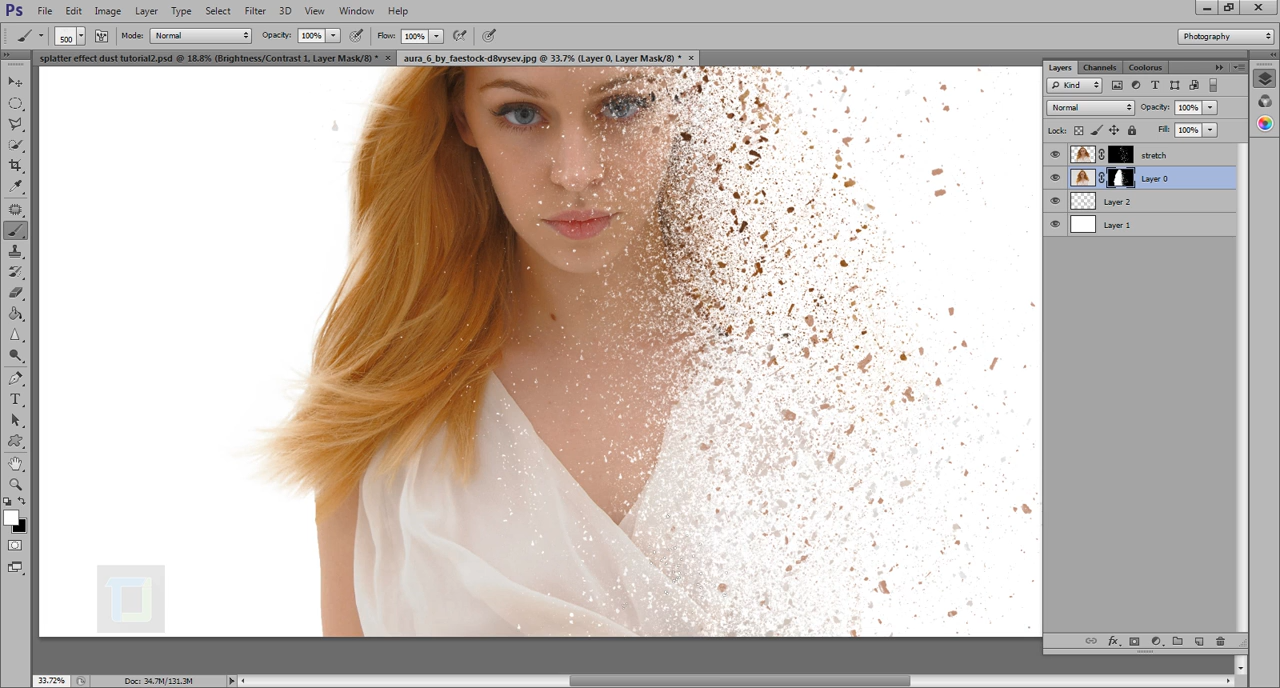 Ps File Edit Image Layer Type Select Filter 3D View Window Help
500 Mode: Normal Opacity: 100% Flow: 100% Photography
splatter effect dust tutorial2.psd @ 18.8% (Brightness/Contrast 1, Layer Mask/8) * × aura_6_by_faestock-d8vysev.jpg @ 33.7% (Layer 0, Layer Mask/8) * ×
Layers Channels Coolorus
Kind
Normal Opacity: 100%
Lock: Fill: 100%
stretch
Layer 0
Layer 2
Layer 1
fx
33.72% Doc: 34.7M/131.3M